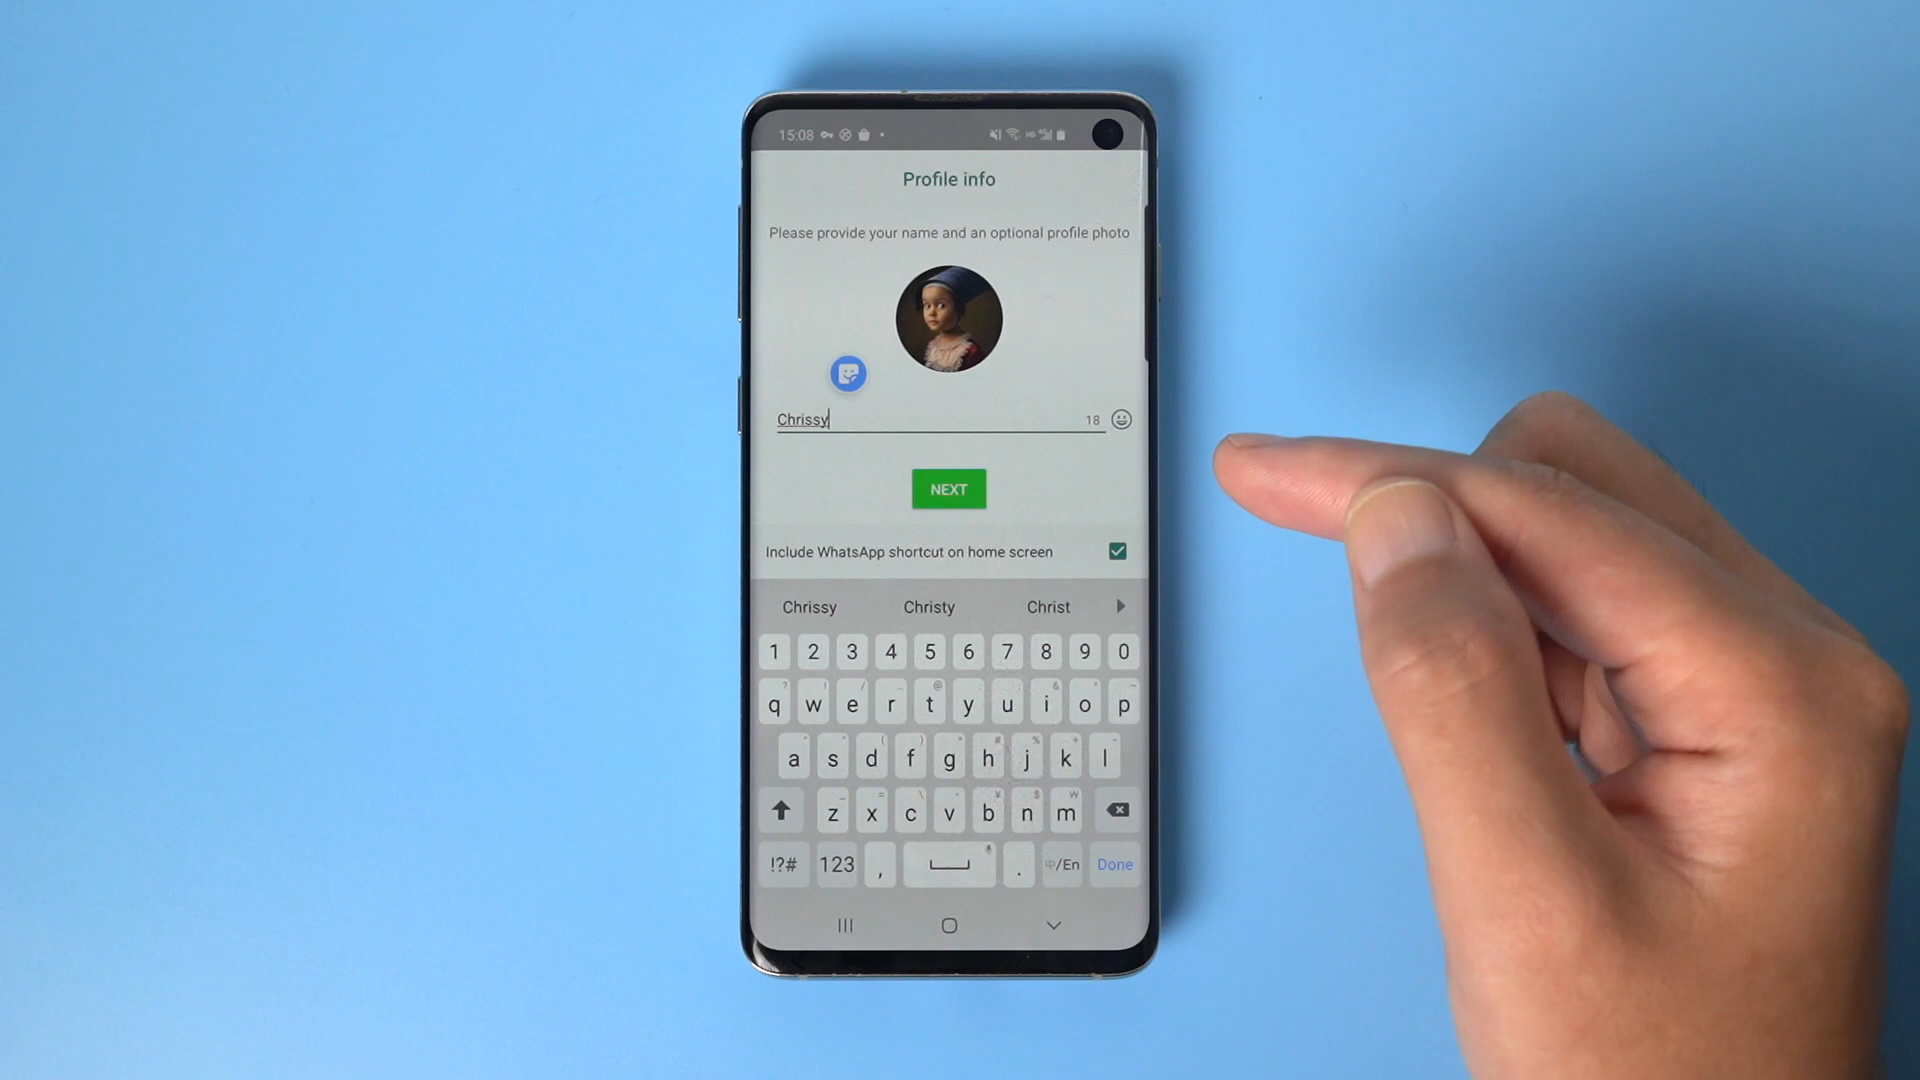 15:08
Profile info
Please provide your name and an optional profile photo
Chrissy 18
NEXT
Include WhatsApp shortcut on home screen
Chrissy Christy Christ
1 2 3 4 5 6 7 8 9 0
q w e r t y u i o p
a s d f g h j k l
z x c v b n m
!?# 123 , . 中/En Done